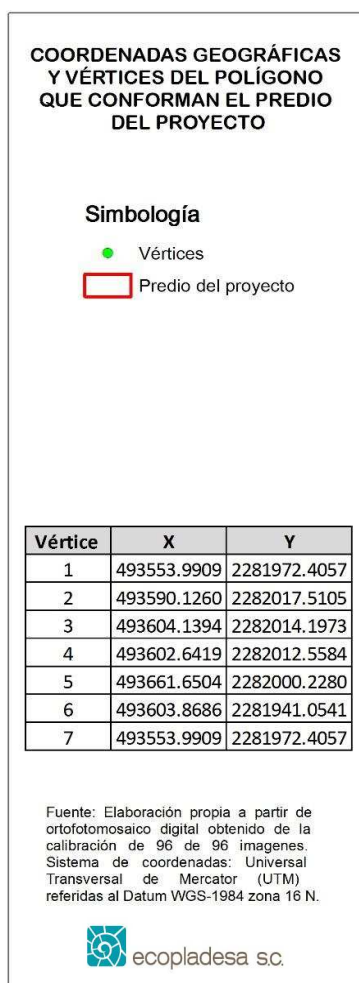 COORDENADAS GEOGRÁFICAS
Y VÉRTICES DEL POLÍGONO
QUE CONFORMAN EL PREDIO
DEL PROYECTO
Simbología
Vértices
Predio del proyecto
Vértice X Y
1 493553.9909 2281972.4057
2 493590.1260 2282017.5105
3 493604.1394 2282014.1973
4 493602.6419 2282012.5584
5 493661.6504 2282000.2280
6 493603.8686 2281941.0541
7 493553.9909 2281972.4057
Fuente: Elaboración propia a partir de
ortofotomosaico digital obtenido de la
calibración de 96 de 96 imagenes.
Sistema de coordenadas: Universal
Transversal de Mercator (UTM)
referidas al Datum WGS-1984 zona 16 N.
ecopladesa s.c.